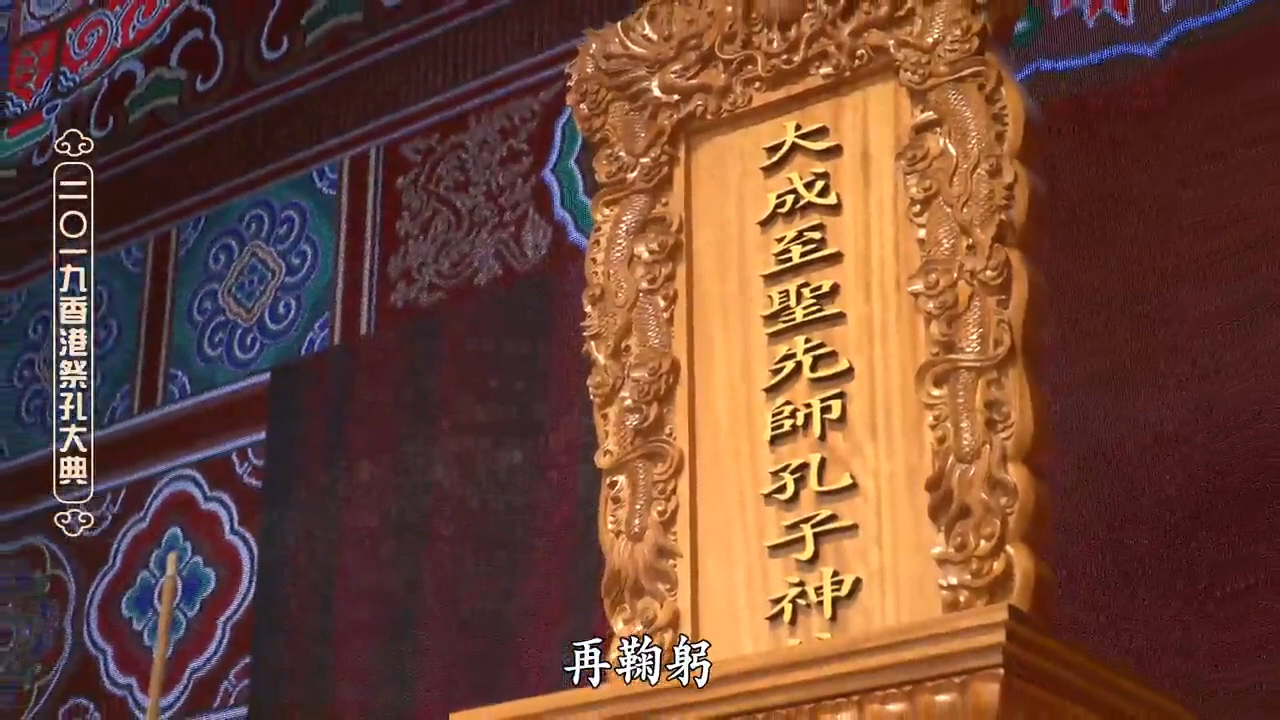 二〇一九香港祭孔大典
大成至聖先師孔子神
再鞠躬